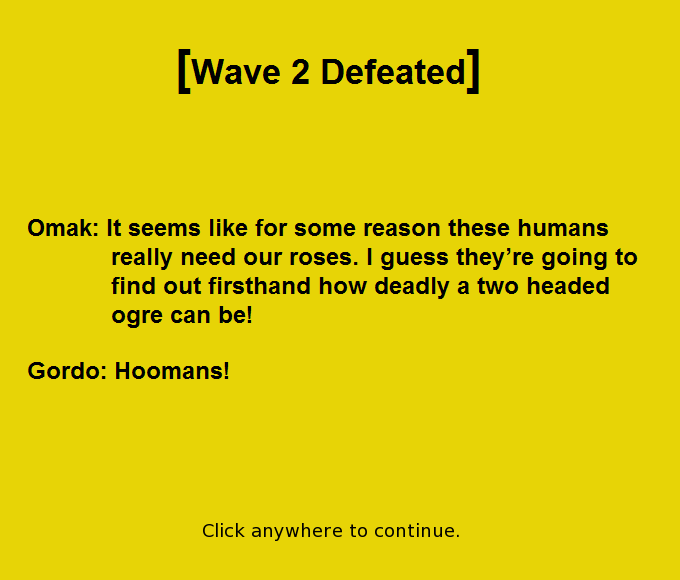 [Wave 2 Defeated]
Omak: It seems like for some reason these humans
really need our roses. I guess they’re going to
find out firsthand how deadly a two headed
ogre can be!
Gordo: Hoomans!
Click anywhere to continue.